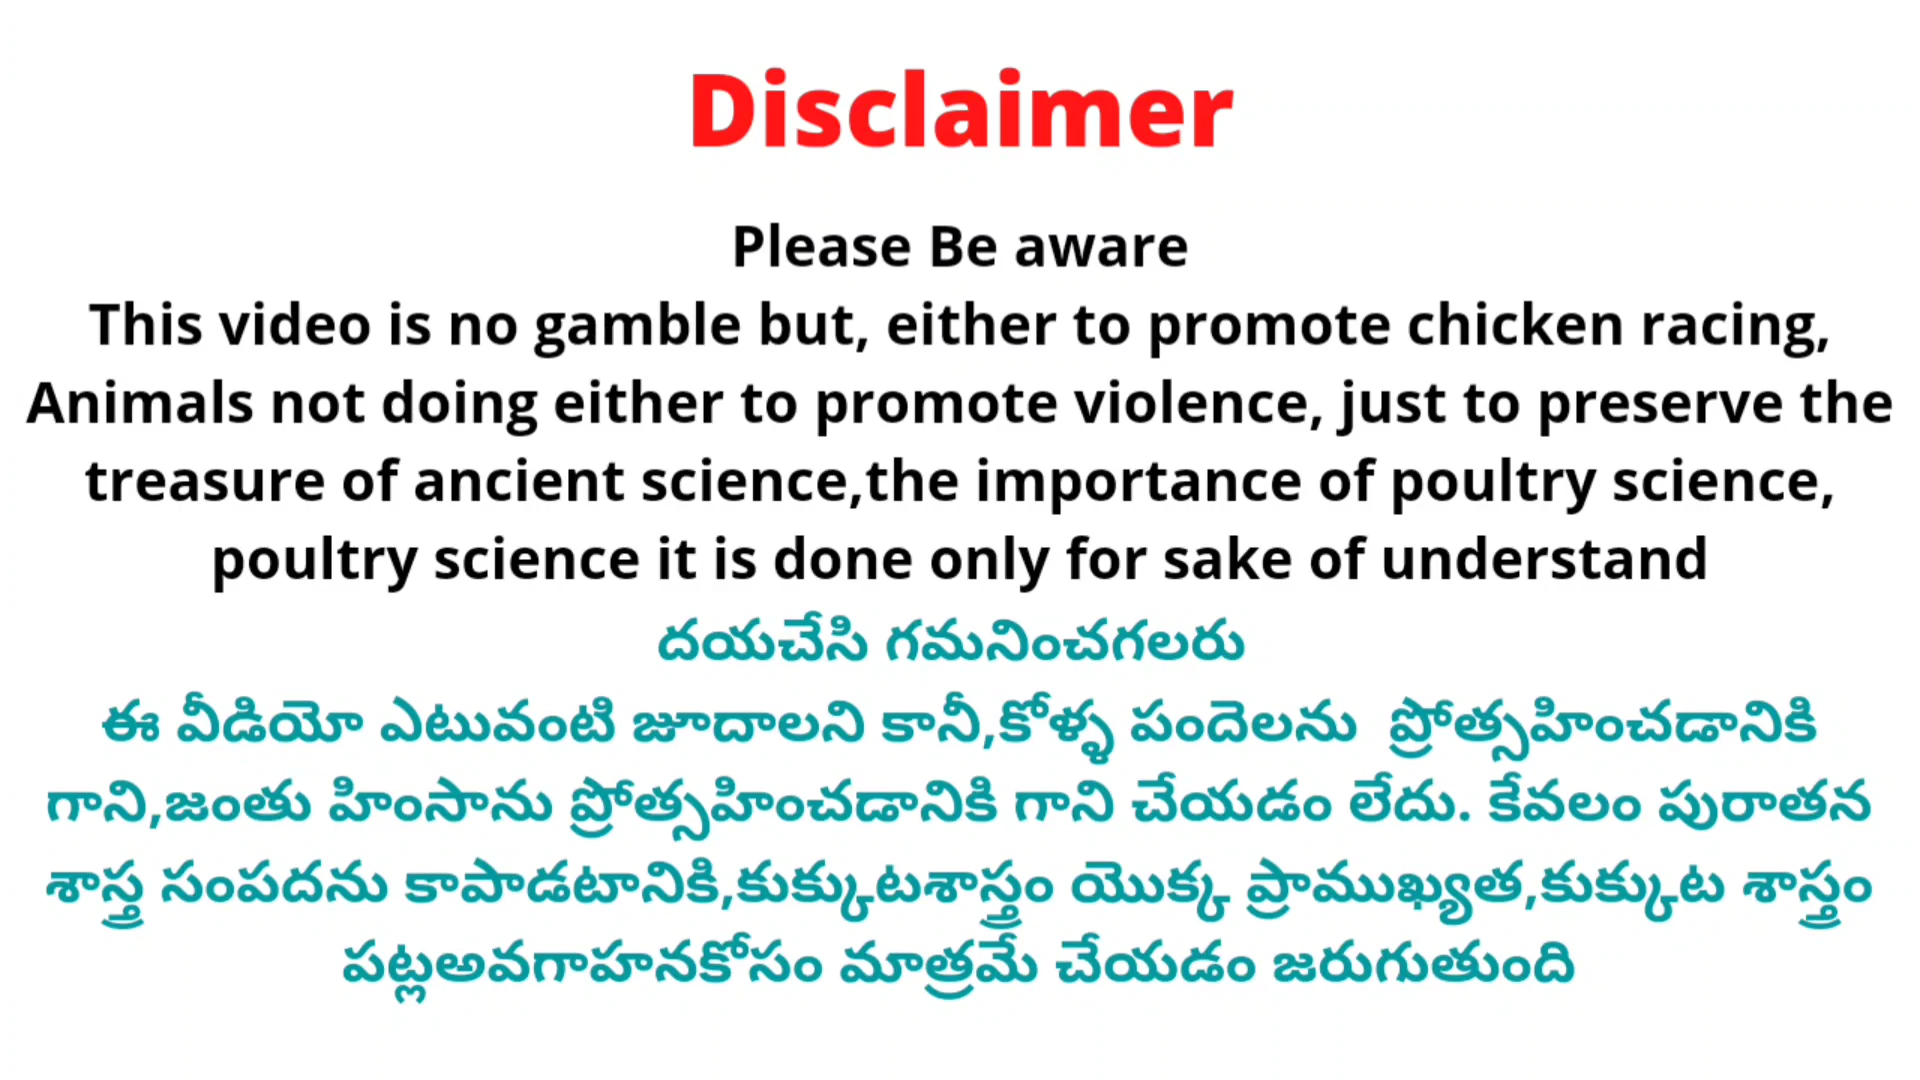 Disclaimer
Please Be aware
This video is no gamble but, either to promote chicken racing,
Animals not doing either to promote violence, just to preserve the
treasure of ancient science,the importance of poultry science,
poultry science it is done only for sake of understand
దయచేసి గమనించగలరు
ఈ వీడియో ఎటువంటి జూదాలని కానీ,కోళ్ళ పందెలను ప్రోత్సహించడానికి
గాని,జంతు హింసాను ప్రోత్సహించడానికి గాని చేయడం లేదు. కేవలం పురాతన
శాస్త్ర సంపదను కాపాడటానికి,కుక్కుటశాస్త్రం యొక్క ప్రాముఖ్యత,కుక్కుట శాస్త్రం
పట్లఅవగాహనకోసం మాత్రమే చేయడం జరుగుతుంది